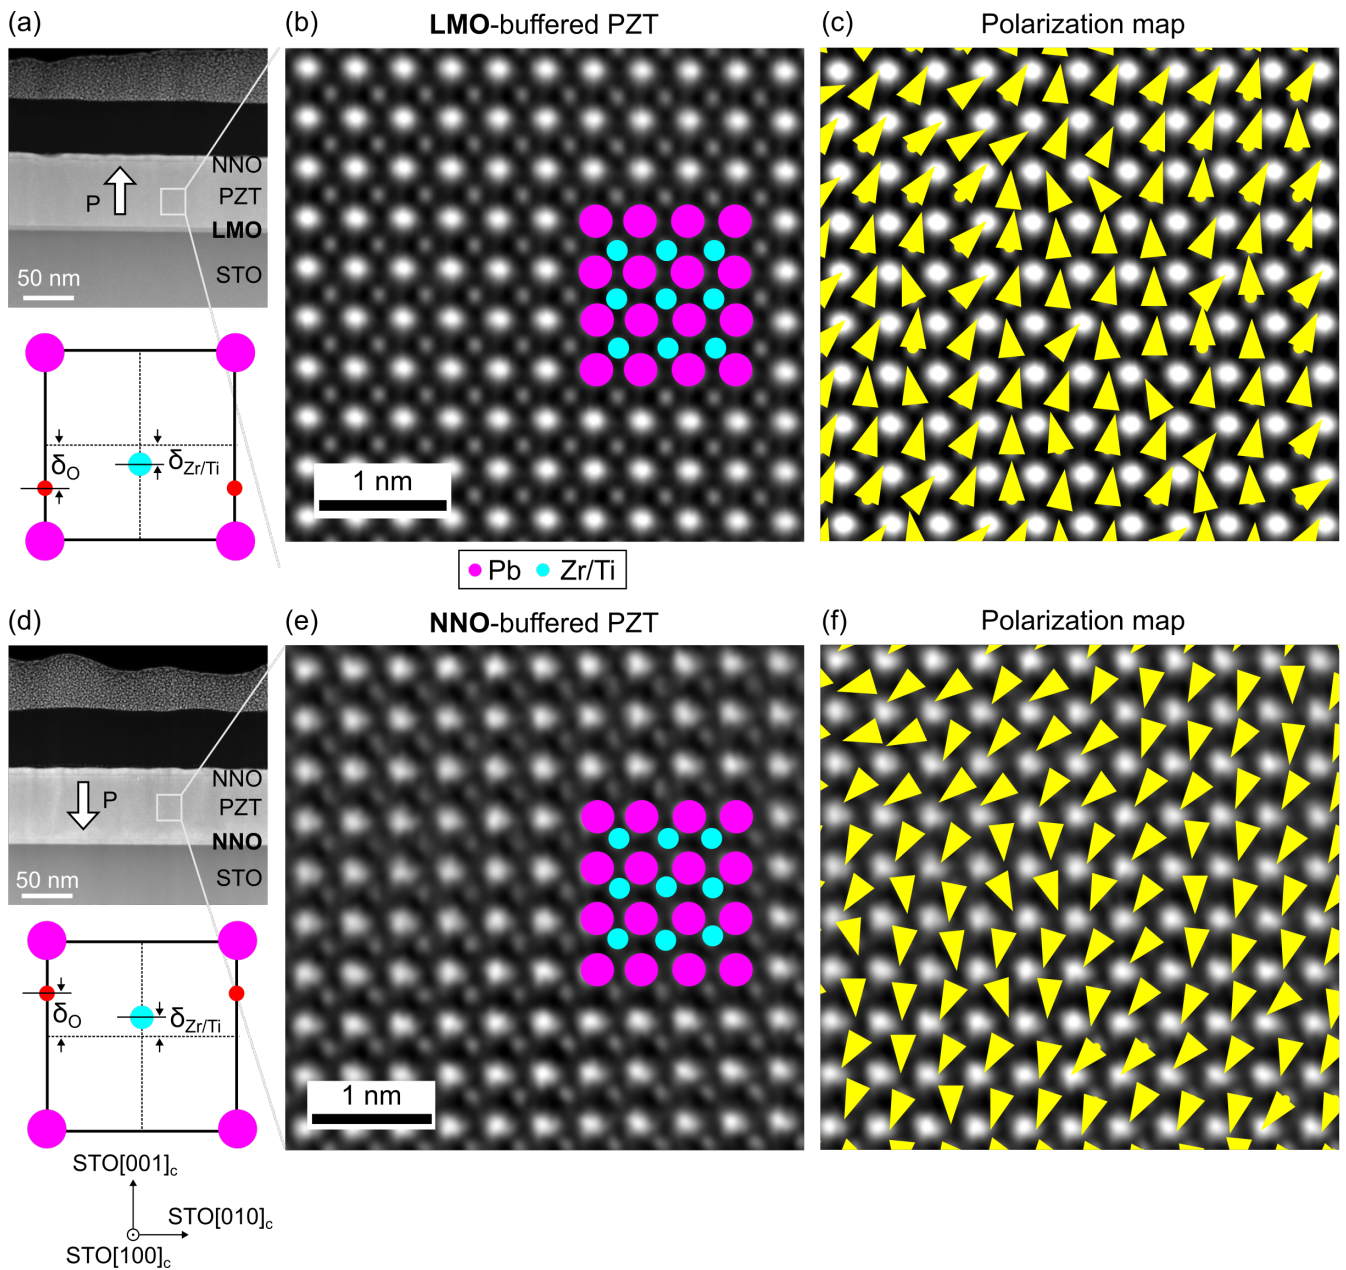 (a)
(b)
LMO-buffered PZT
(c)
Polarization map
NNO
P
PZT
LMO
50 nm
STO
δO
δZr/Ti
1 nm
Pb
Zr/Ti
(d)
(e)
NNO-buffered PZT
(f)
Polarization map
NNO
P
PZT
NNO
50 nm
STO
δO
δZr/Ti
1 nm
STO[001]c
STO[010]c
STO[100]c